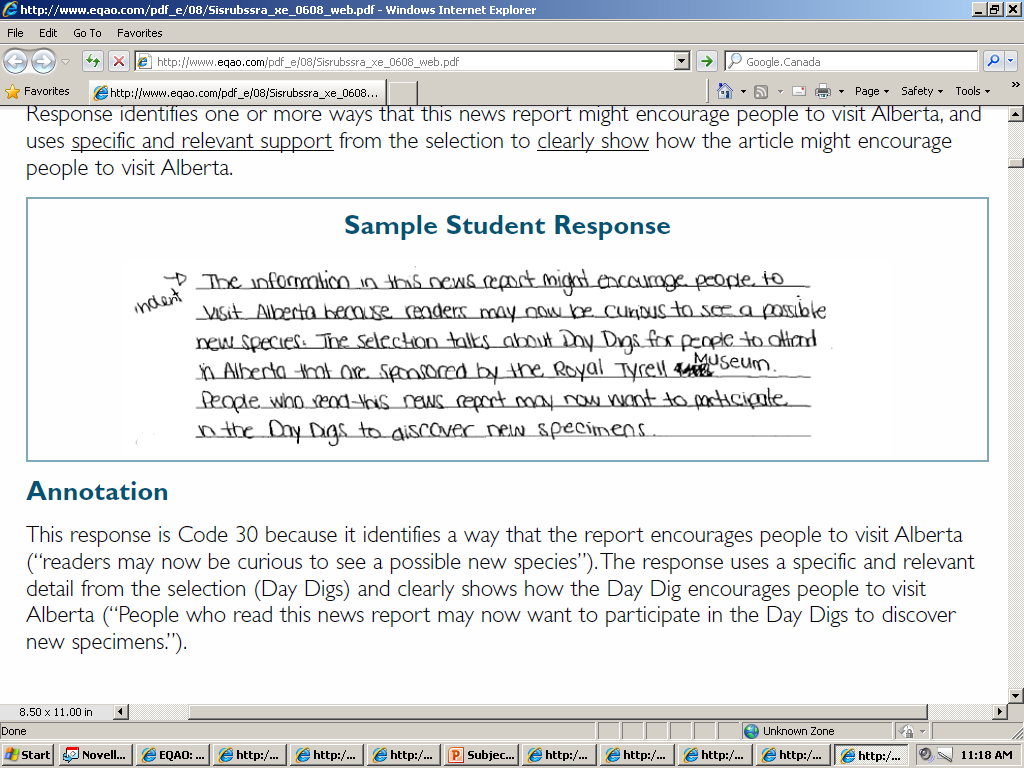 http://www.eqao.com/pdf_e/08/Sisrubssra_xe_0608_web.pdf - Windows Internet Explorer
File Edit Go To Favorites
http://www.eqao.com/pdf_e/08/Sisrubssra_xe_0608_web.pdf Google.Canada
Favorites http://www.eqao.com/pdf_e/08/Sisrubssra_xe_0608... Page Safety Tools »
Response identifies one or more ways that this news report might encourage people to visit Alberta, and
uses specific and relevant support from the selection to clearly show how the article might encourage
people to visit Alberta.
Sample Student Response
indent → The information in this news report might encourage people to
visit Alberta because readers may now be curious to see a possible
new species. The selection talks about Day Digs for people to attend
in Alberta that are sponsored by the Royal Tyrell Museum.
People who read this news report may now want to participate
in the Day Digs to discover new specimens.
Annotation
This response is Code 30 because it identifies a way that the report encourages people to visit Alberta
(“readers may now be curious to see a possible new species”). The response uses a specific and relevant
detail from the selection (Day Digs) and clearly shows how the Day Dig encourages people to visit
Alberta (“People who read this news report may now want to participate in the Day Digs to discover
new specimens.”).
8.50 x 11.00 in
Done Unknown Zone
Start Novell... EQAO: ... http:/... http:/... http:/... Subjec... http:/... http:/... http:/... http:/... http:/... 11:18 AM